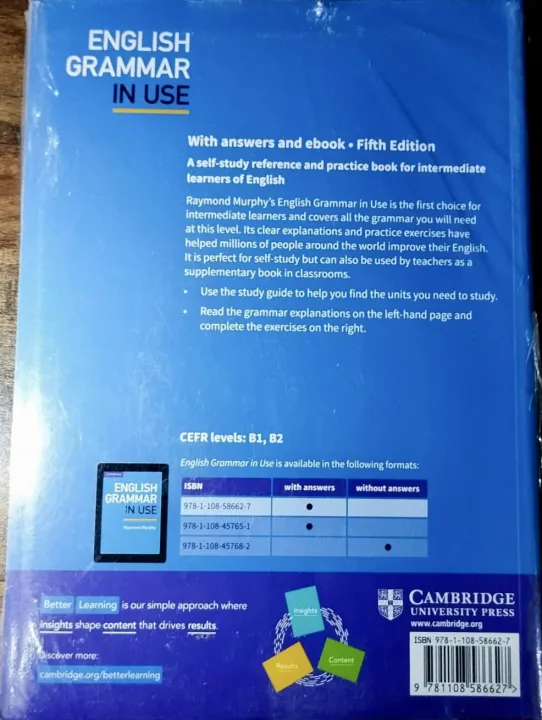 ENGLISH
GRAMMAR
IN USE
With answers and ebook • Fifth Edition
A self-study reference and practice book for intermediate
learners of English
Raymond Murphy's English Grammar in Use is the first choice for
intermediate learners and covers all the grammar you will need
at this level. Its clear explanations and practice exercises have
helped millions of people around the world improve their English.
It is perfect for self-study but can also be used by teachers as a
supplementary book in classrooms.
• Use the study guide to help you find the units you need to study.
• Read the grammar explanations on the left-hand page and
complete the exercises on the right.
CEFR levels: B1, B2
English Grammar in Use is available in the following formats:
ISBN with answers without answers
978-1-108-58662-7 •
978-1-108-45765-1 •
978-1-108-45768-2 •
ENGLISH
GRAMMAR
IN USE
Raymond Murphy
Better Learning is our simple approach where
insights shape content that drives results.
Discover more:
cambridge.org/betterlearning
Insights
Results
Content
CAMBRIDGE
UNIVERSITY PRESS
www.cambridge.org
ISBN 978-1-108-58662-7
9 781108 586627 >